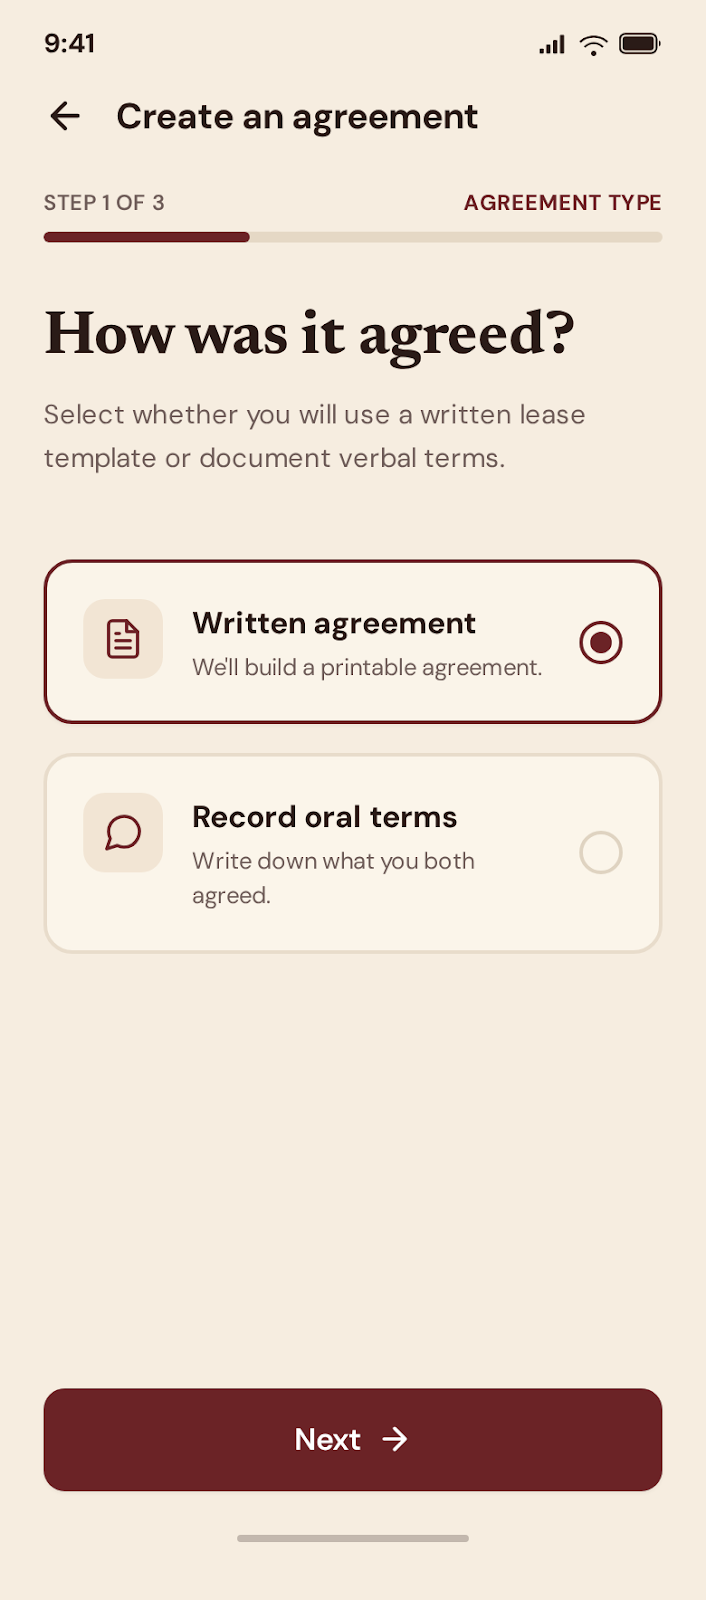 9:41
Create an agreement
STEP 1 OF 3
AGREEMENT TYPE
How was it agreed?
Select whether you will use a written lease
template or document verbal terms.
Written agreement
We'll build a printable agreement.
Record oral terms
Write down what you both
agreed.
Next